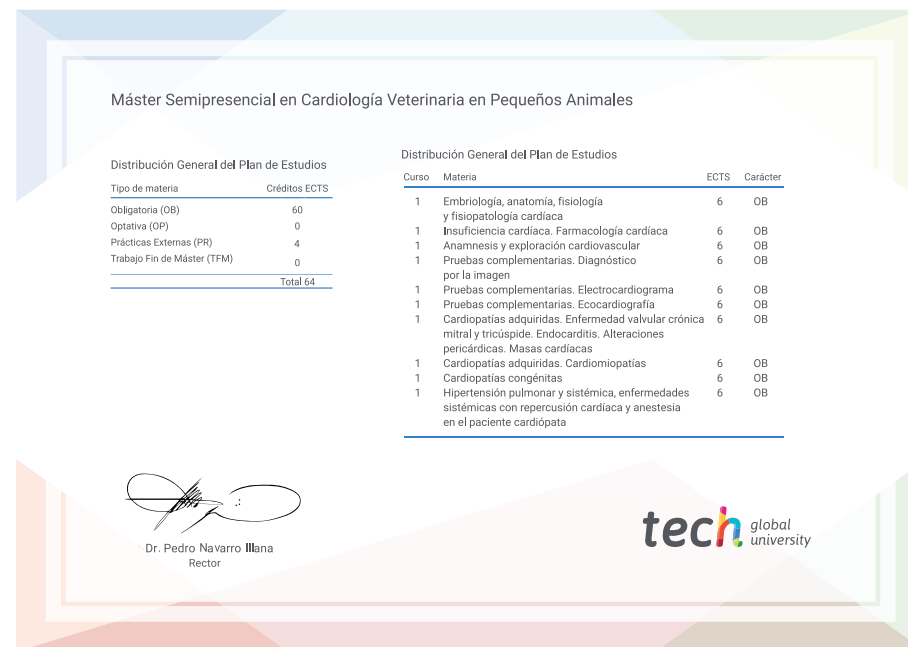 Máster Semipresencial en Cardiología Veterinaria en Pequeños Animales
Distribución General del Plan de Estudios
Tipo de materia Créditos ECTS
Obligatoria (OB) 60
Optativa (OP) 0
Prácticas Externas (PR) 4
Trabajo Fin de Máster (TFM) 0
Total 64
Distribución General del Plan de Estudios
Curso Materia ECTS Carácter
1 Embriología, anatomía, fisiología 6 OB
y fisiopatología cardíaca
1 Insuficiencia cardíaca. Farmacología cardíaca 6 OB
1 Anamnesis y exploración cardiovascular 6 OB
1 Pruebas complementarias. Diagnóstico 6 OB
por la imagen
1 Pruebas complementarias. Electrocardiograma 6 OB
1 Pruebas complementarias. Ecocardiografía 6 OB
1 Cardiopatías adquiridas. Enfermedad valvular crónica 6 OB
mitral y tricúspide. Endocarditis. Alteraciones
pericárdicas. Masas cardíacas
1 Cardiopatías adquiridas. Cardiomiopatías 6 OB
1 Cardiopatías congénitas 6 OB
1 Hipertensión pulmonar y sistémica, enfermedades 6 OB
sistémicas con repercusión cardíaca y anestesia
en el paciente cardiópata
Dr. Pedro Navarro Illana
Rector
tech global
university